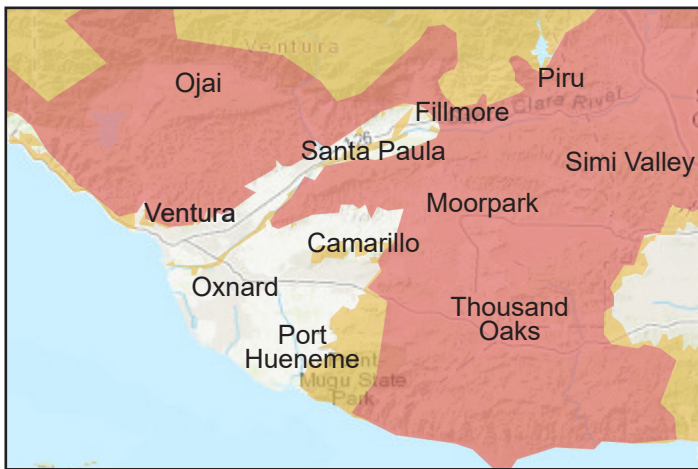 Ventura
Ojai
Piru
Fillmore
Clara River
126
Santa Paula
Simi Valley
Ventura
Moorpark
Camarillo
Oxnard
Thousand
Oaks
Port
Hueneme
Mugu State
Park